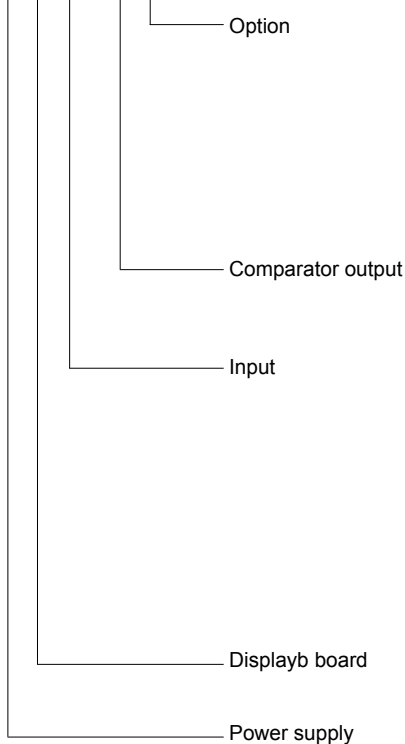 Option
Comparator output
Input
Displayb board
Power supply